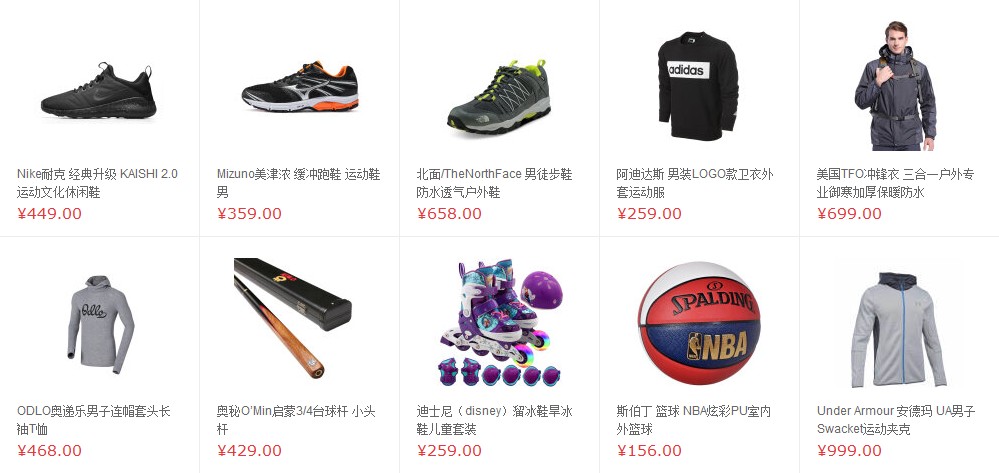 adidas
Nike耐克 经典升级 KAISHI 2.0
运动文化休闲鞋
¥449.00
Mizuno美津浓 缓冲跑鞋 运动鞋
男
¥359.00
北面/TheNorthFace 男徒步鞋
防水透气户外鞋
¥658.00
阿迪达斯 男装LOGO款卫衣外
套运动服
¥259.00
美国TFO冲锋衣 三合一户外专
业御寒加厚保暖防水
¥699.00
Odlo
SPALDING
NBA
ODLO奥递乐男子连帽套头长
袖T恤
¥468.00
奥秘O'Min启蒙3/4台球杆 小头
杆
¥429.00
迪士尼（disney）溜冰鞋旱冰
鞋儿童套装
¥259.00
斯伯丁 篮球 NBA炫彩PU室内
外篮球
¥156.00
Under Armour 安德玛 UA男子
Swacket运动夹克
¥999.00